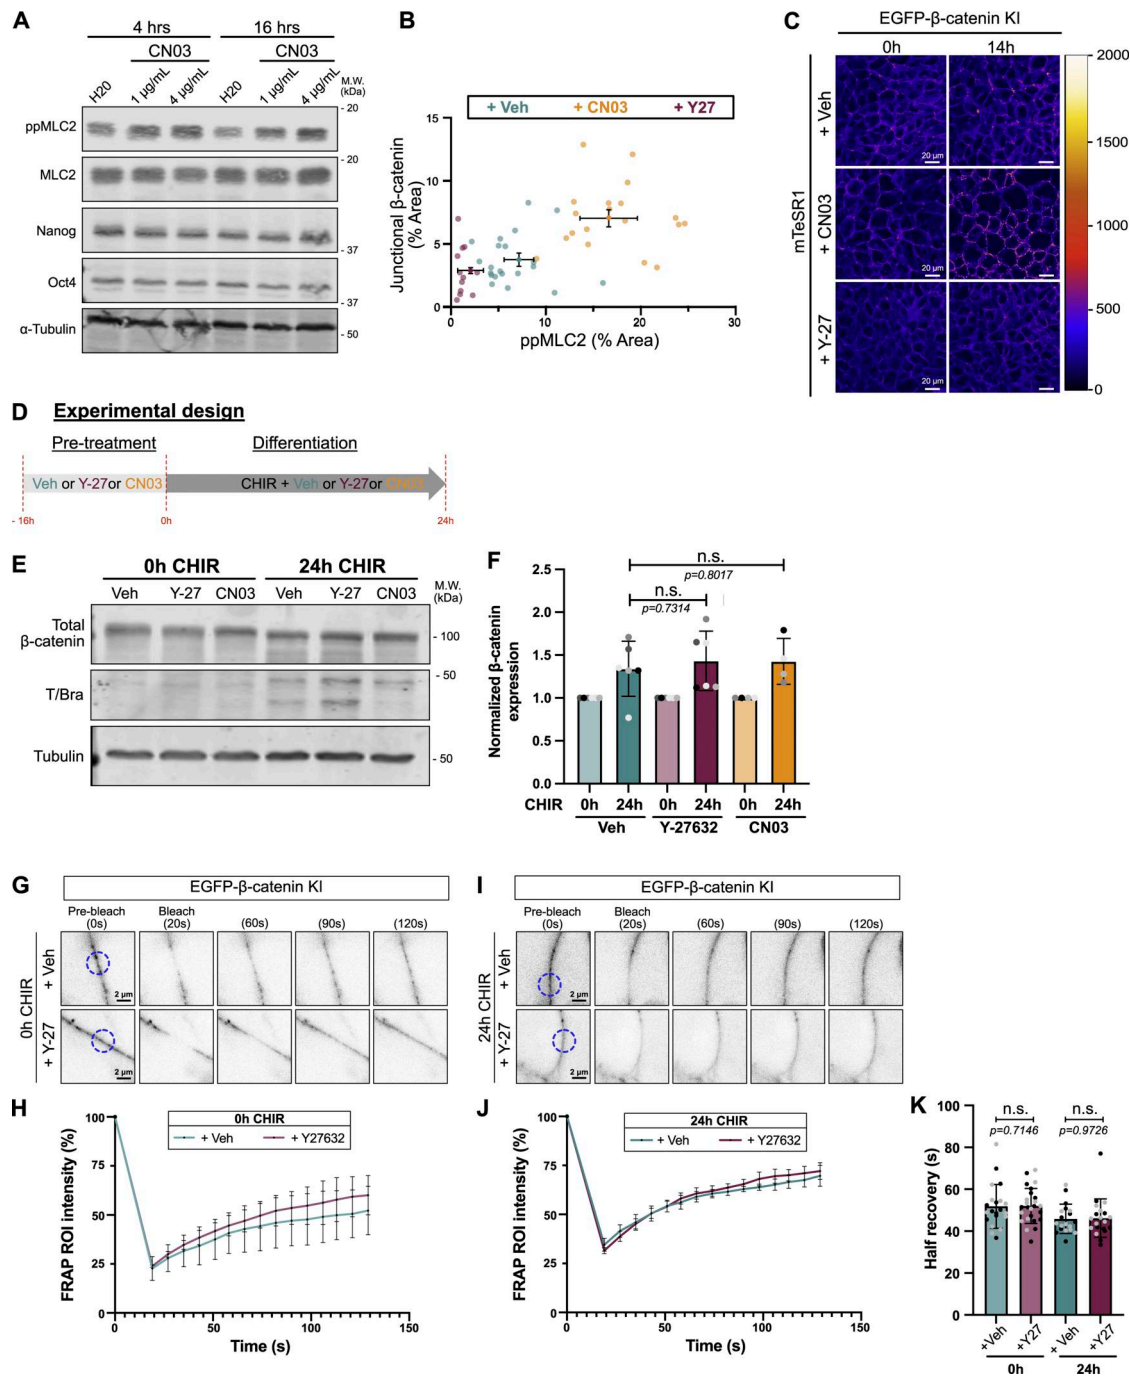 A
4 hrs
16 hrs
CN03
CN03
H20
1 µg/mL
4 µg/mL
H20
1 µg/mL
4 µg/mL
M.W.
(kDa)
ppMLC2
- 20
MLC2
- 20
Nanog
- 37
Oct4
- 37
α-Tubulin
- 50
B
+ Veh + CN03 + Y27
Junctional β-catenin
(% Area)
15
10
5
0
0 10 20 30
ppMLC2 (% Area)
C
EGFP-β-catenin KI
0h 14h
mTeSR1
+ Veh
+ CN03
+ Y-27
20 µm
20 µm
20 µm
2000
1500
1000
500
0
D
Experimental design
Pre-treatment
Differentiation
Veh or Y-27or CN03
CHIR + Veh or Y-27or CN03
- 16h
0h
24h
E
0h CHIR 24h CHIR
Veh Y-27 CN03 Veh Y-27 CN03
M.W.
(kDa)
Total
β-catenin
- 100
- 50
T/Bra
Tubulin
- 50
F
n.s.
p=0.8017
n.s.
p=0.7314
Normalized β-catenin
expression
2.5
2.0
1.5
1.0
0.5
0.0
CHIR 0h 24h 0h 24h 0h 24h
Veh Y-27632 CN03
G
EGFP-β-catenin KI
Pre-bleach
(0s)
Bleach
(20s)
(60s)
(90s)
(120s)
0h CHIR
+ Veh
+ Y-27
2 µm
2 µm
I
EGFP-β-catenin KI
Pre-bleach
(0s)
Bleach
(20s)
(60s)
(90s)
(120s)
24h CHIR
+ Veh
+ Y-27
2 µm
2 µm
H
0h CHIR
+ Veh + Y27632
FRAP ROI intensity (%)
100
75
50
25
0
0 50 100 150
Time (s)
J
24h CHIR
+ Veh + Y27632
FRAP ROI intensity (%)
100
75
50
25
0
0 50 100 150
Time (s)
K
n.s.
p=0.7146
n.s.
p=0.9726
Half recovery (s)
100
80
60
40
20
0
+Veh
+Y27
+ Veh
+Y27
0h 24h